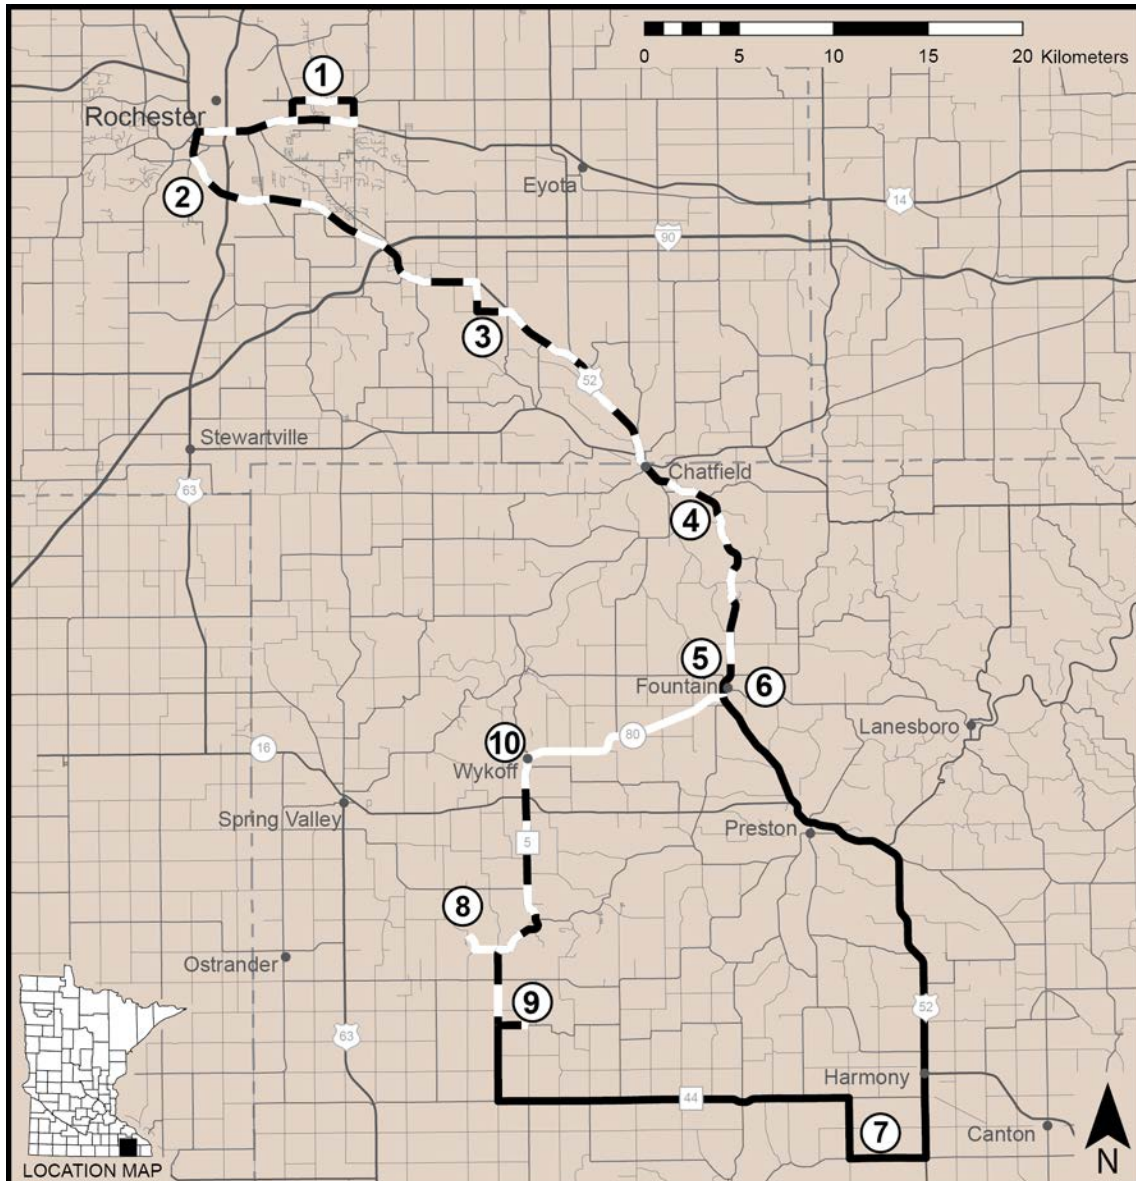 0 5 10 15 20 Kilometers
1
Rochester
2
Eyota
14
90
3
52
Stewartville
63
Chatfield
4
5
Fountain
6
Lanesboro
80
10
16
Wykoff
Spring Valley
Preston
5
8
Ostrander
9
52
63
Harmony
44
7
Canton
N
LOCATION MAP